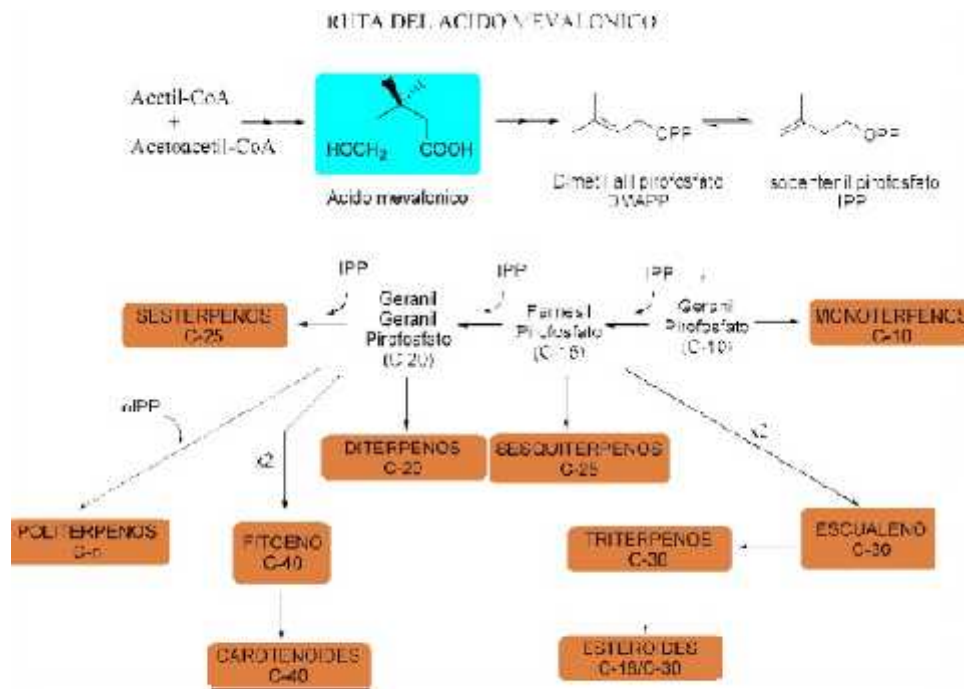 RUTA DEL ACIDO MEVALONICO
Acetil-CoA
+
Acetoacetil-CoA
HOCH2
COOH
Acido mevalonico
OPP
Dimetil alil pirofosfato
DMAPP
OPP
isopentenil pirofosfato
IPP
IPP
IPP
IPP
SESTERPENOS
C-25
Geranil
Geranil
Pirofosfato
(C-20)
Farnesil
Pirofosfato
(C-15)
Geranil
Pirofosfato
(C-10)
MONOTERPENOS
C-10
nIPP
x2
x2
DITERPENOS
C-20
SESQUITERPENOS
C-25
POLITERPENOS
C-n
FITOENO
C-40
TRITERPENOS
C-30
ESCUALENO
C-30
CAROTENOIDES
C-40
ESTEROIDES
C-18/C-30